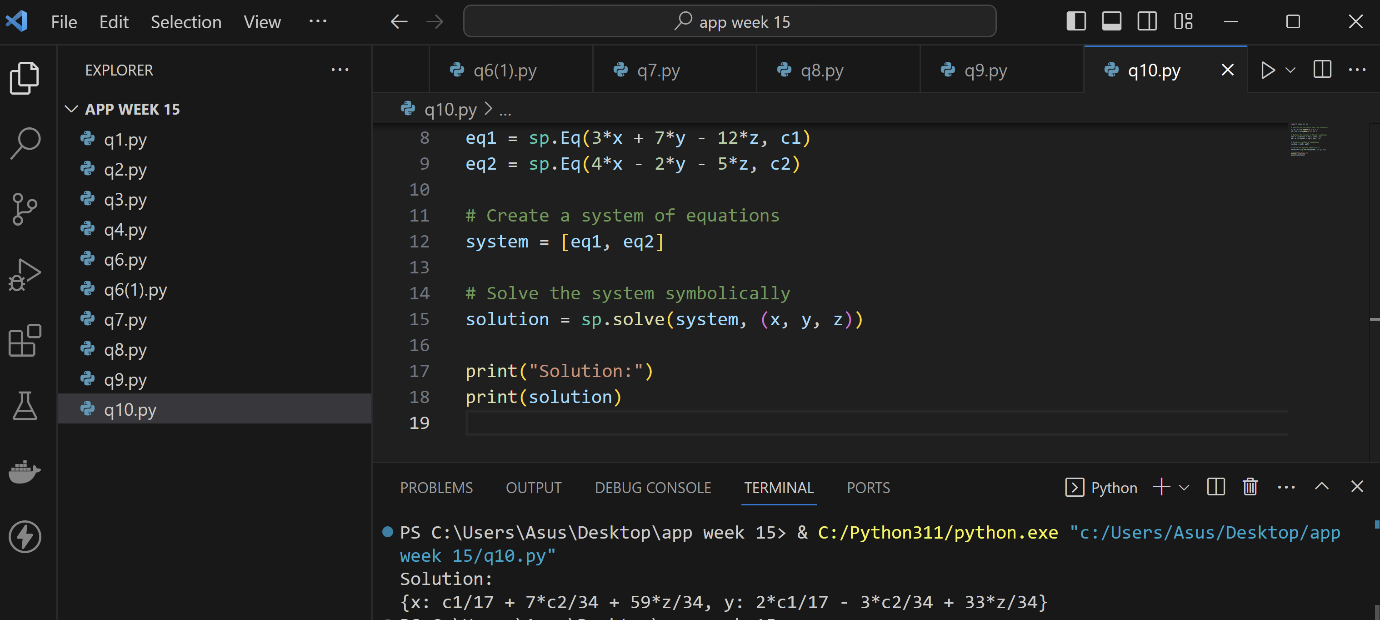 File Edit Selection View ... app week 15
EXPLORER ...
APP WEEK 15
q1.py
q2.py
q3.py
q4.py
q6.py
q6(1).py
q7.py
q8.py
q9.py
q10.py
q6(1).py q7.py q8.py q9.py q10.py
q10.py > ...
8 eq1 = sp.Eq(3*x + 7*y - 12*z, c1)
9 eq2 = sp.Eq(4*x - 2*y - 5*z, c2)
10
11 # Create a system of equations
12 system = [eq1, eq2]
13
14 # Solve the system symbolically
15 solution = sp.solve(system, (x, y, z))
16
17 print("Solution:")
18 print(solution)
19
PROBLEMS OUTPUT DEBUG CONSOLE TERMINAL PORTS Python
PS C:\Users\Asus\Desktop\app week 15> & C:/Python311/python.exe "c:/Users/Asus/Desktop/app
week 15/q10.py"
Solution:
{x: c1/17 + 7*c2/34 + 59*z/34, y: 2*c1/17 - 3*c2/34 + 33*z/34}